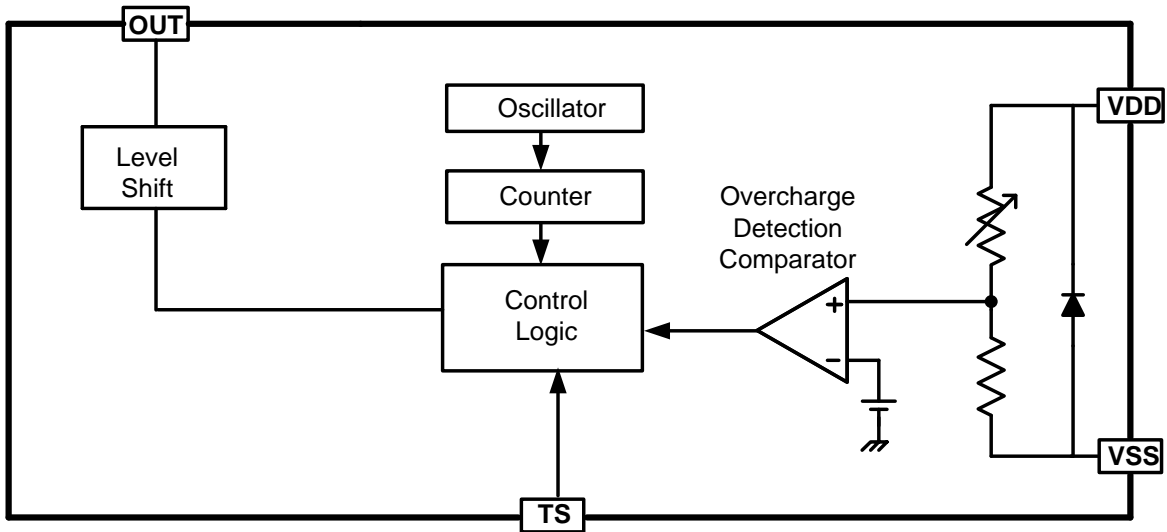 OUT
Oscillator
VDD
Level
Shift
Counter
Overcharge
Detection
Comparator
Control
Logic
+
−
VSS
TS